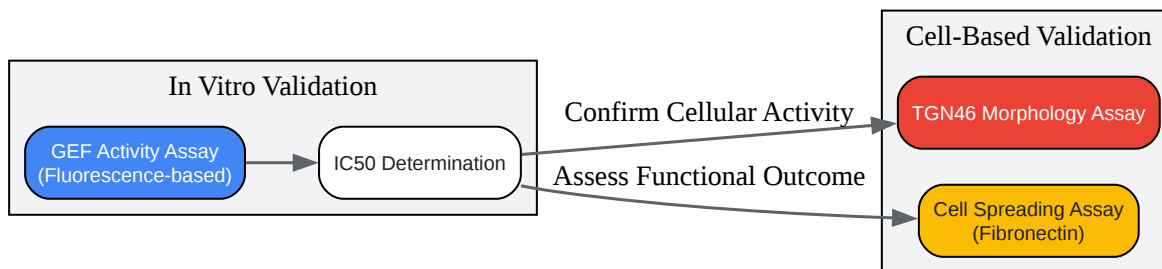 In Vitro Validation
GEF Activity Assay
(Fluorescence-based)
IC50 Determination
Confirm Cellular Activity
Assess Functional Outcome
Cell-Based Validation
TGN46 Morphology Assay
Cell Spreading Assay
(Fibronectin)